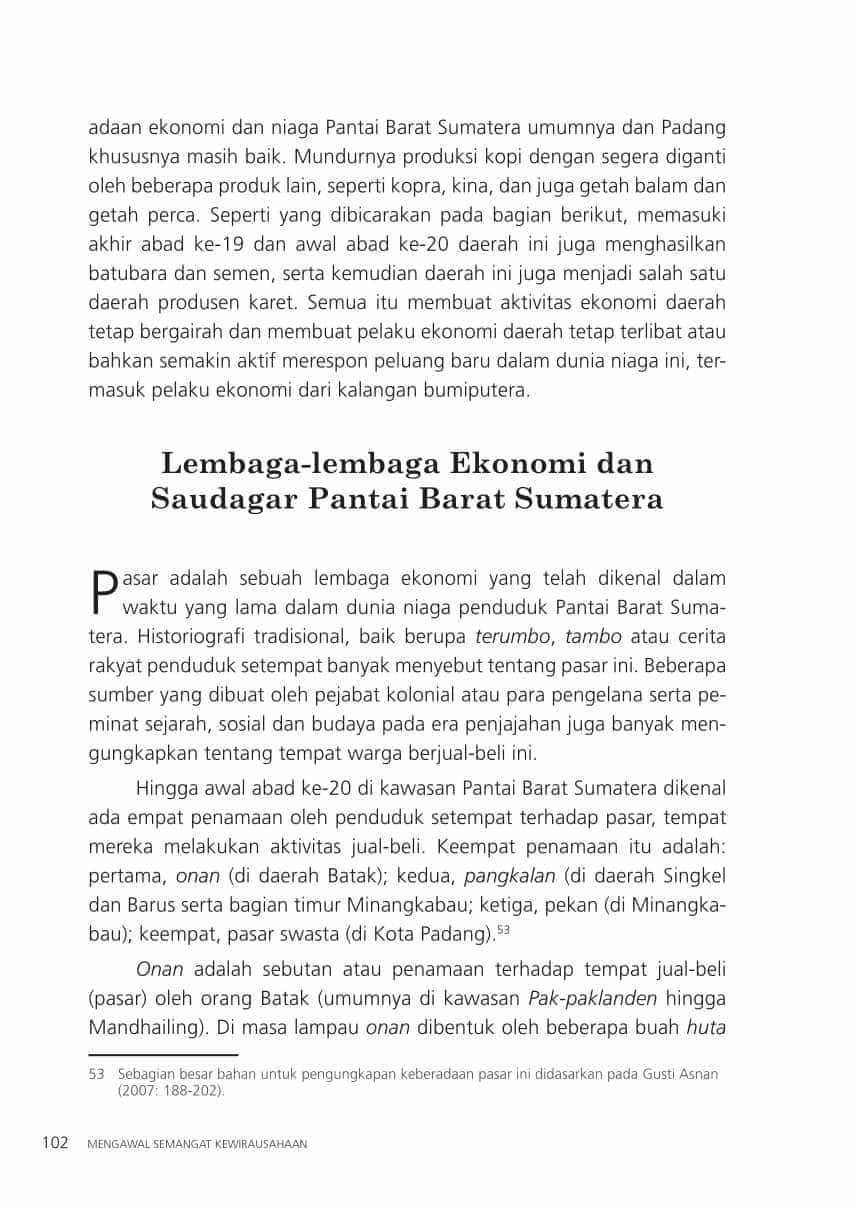 adaan ekonomi dan niaga Pantai Barat Sumatera umumnya dan Padang
khususnya masih baik. Mundurnya produksi kopi dengan segera diganti
oleh beberapa produk lain, seperti kopra, kina, dan juga getah balam dan
getah perca. Seperti yang dibicarakan pada bagian berikut, memasuki
akhir abad ke-19 dan awal abad ke-20 daerah ini juga menghasilkan
batubara dan semen, serta kemudian daerah ini juga menjadi salah satu
daerah produsen karet. Semua itu membuat aktivitas ekonomi daerah
tetap bergairah dan membuat pelaku ekonomi daerah tetap terlibat atau
bahkan semakin aktif merespon peluang baru dalam dunia niaga ini, ter-
masuk pelaku ekonomi dari kalangan bumiputera.
Lembaga-lembaga Ekonomi dan
Saudagar Pantai Barat Sumatera
Pasar adalah sebuah lembaga ekonomi yang telah dikenal dalam
waktu yang lama dalam dunia niaga penduduk Pantai Barat Suma-
tera. Historiografi tradisional, baik berupa terumbo, tambo atau cerita
rakyat penduduk setempat banyak menyebut tentang pasar ini. Beberapa
sumber yang dibuat oleh pejabat kolonial atau para pengelana serta pe-
minat sejarah, sosial dan budaya pada era penjajahan juga banyak men-
gungkapkan tentang tempat warga berjual-beli ini.
Hingga awal abad ke-20 di kawasan Pantai Barat Sumatera dikenal
ada empat penamaan oleh penduduk setempat terhadap pasar, tempat
mereka melakukan aktivitas jual-beli. Keempat penamaan itu adalah:
pertama, onan (di daerah Batak); kedua, pangkalan (di daerah Singkel
dan Barus serta bagian timur Minangkabau; ketiga, pekan (di Minangka-
bau); keempat, pasar swasta (di Kota Padang).53
Onan adalah sebutan atau penamaan terhadap tempat jual-beli
(pasar) oleh orang Batak (umumnya di kawasan Pak-paklanden hingga
Mandhailing). Di masa lampau onan dibentuk oleh beberapa buah huta
53 Sebagian besar bahan untuk pengungkapan keberadaan pasar ini didasarkan pada Gusti Asnan
(2007: 188-202).
102 MENGAWAL SEMANGAT KEWIRAUSAHAAN